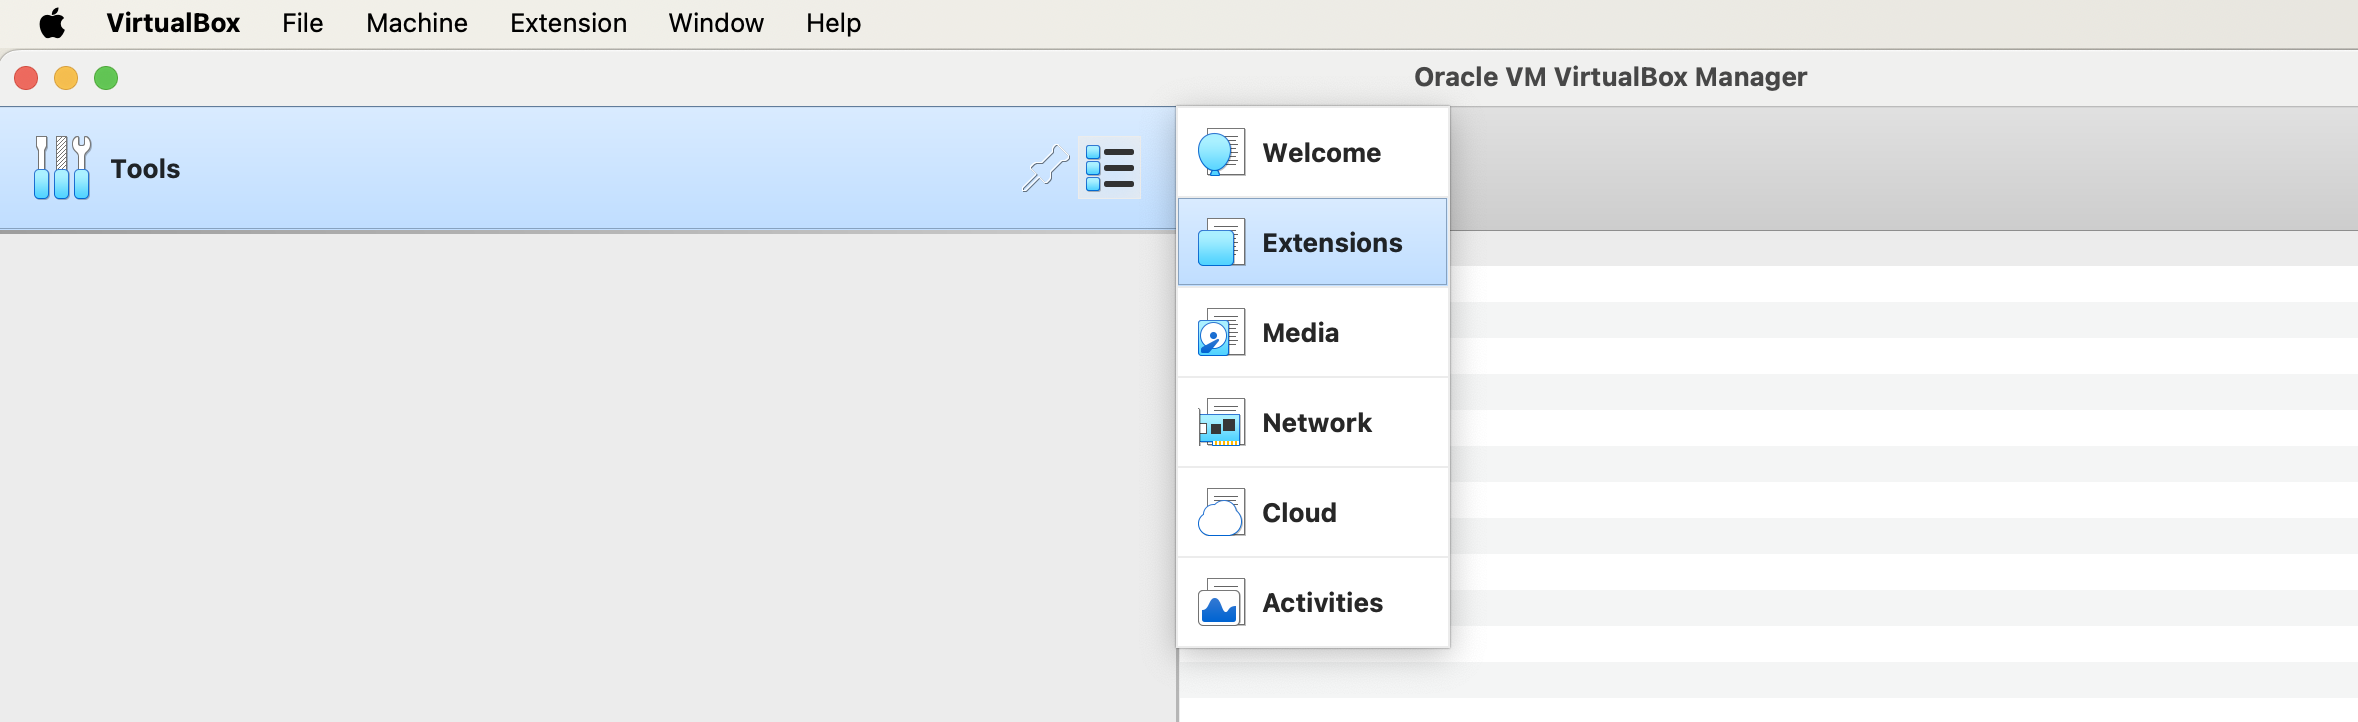 VirtualBox File Machine Extension Window Help
Oracle VM VirtualBox Manager
Tools
Welcome
Extensions
Media
Network
Cloud
Activities